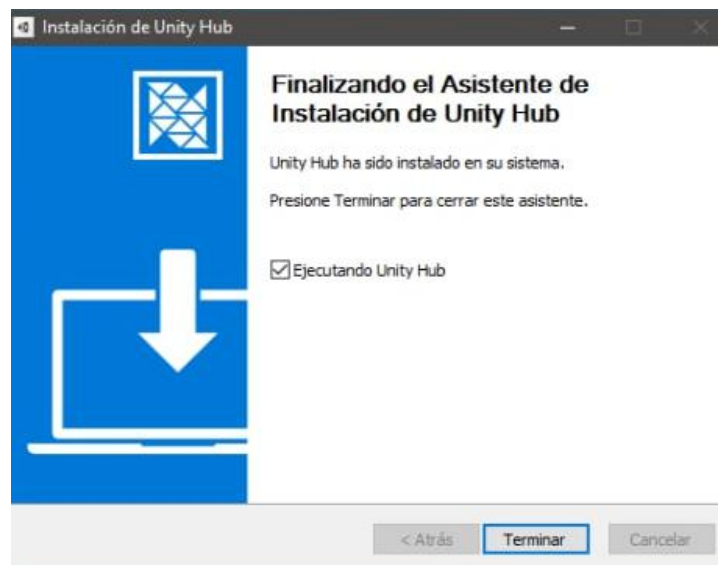 Instalación de Unity Hub
Finalizando el Asistente de
Instalación de Unity Hub
Unity Hub ha sido instalado en su sistema.
Presione Terminar para cerrar este asistente.
Ejecutando Unity Hub
< Atrás Terminar Cancelar